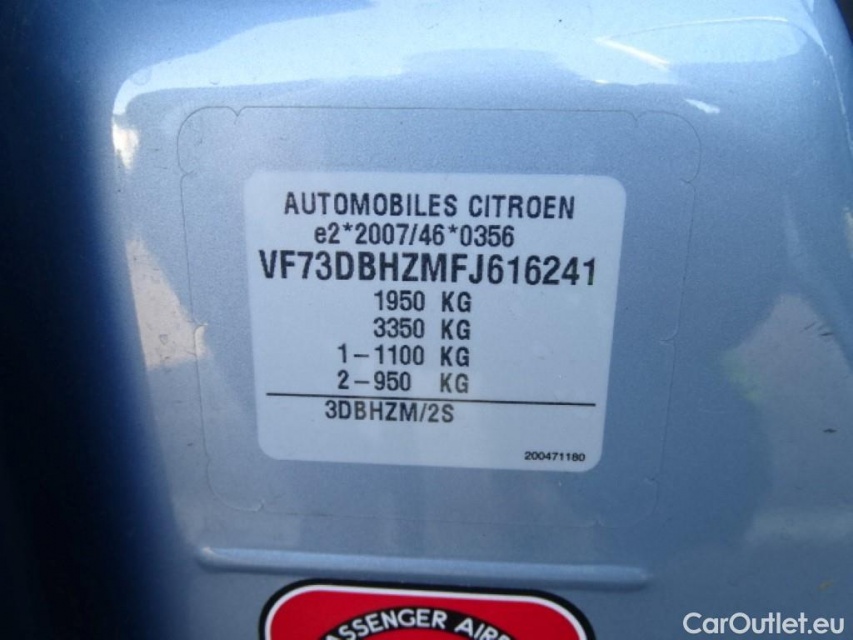 AUTOMOBILES CITROEN
e2*2007/46*0356
VF73DBHZMFJ616241
1950 KG
3350 KG
1-1100 KG
2-950 KG
3DBHZM/2S
200471180
PASSENGER
CarOutlet.eu